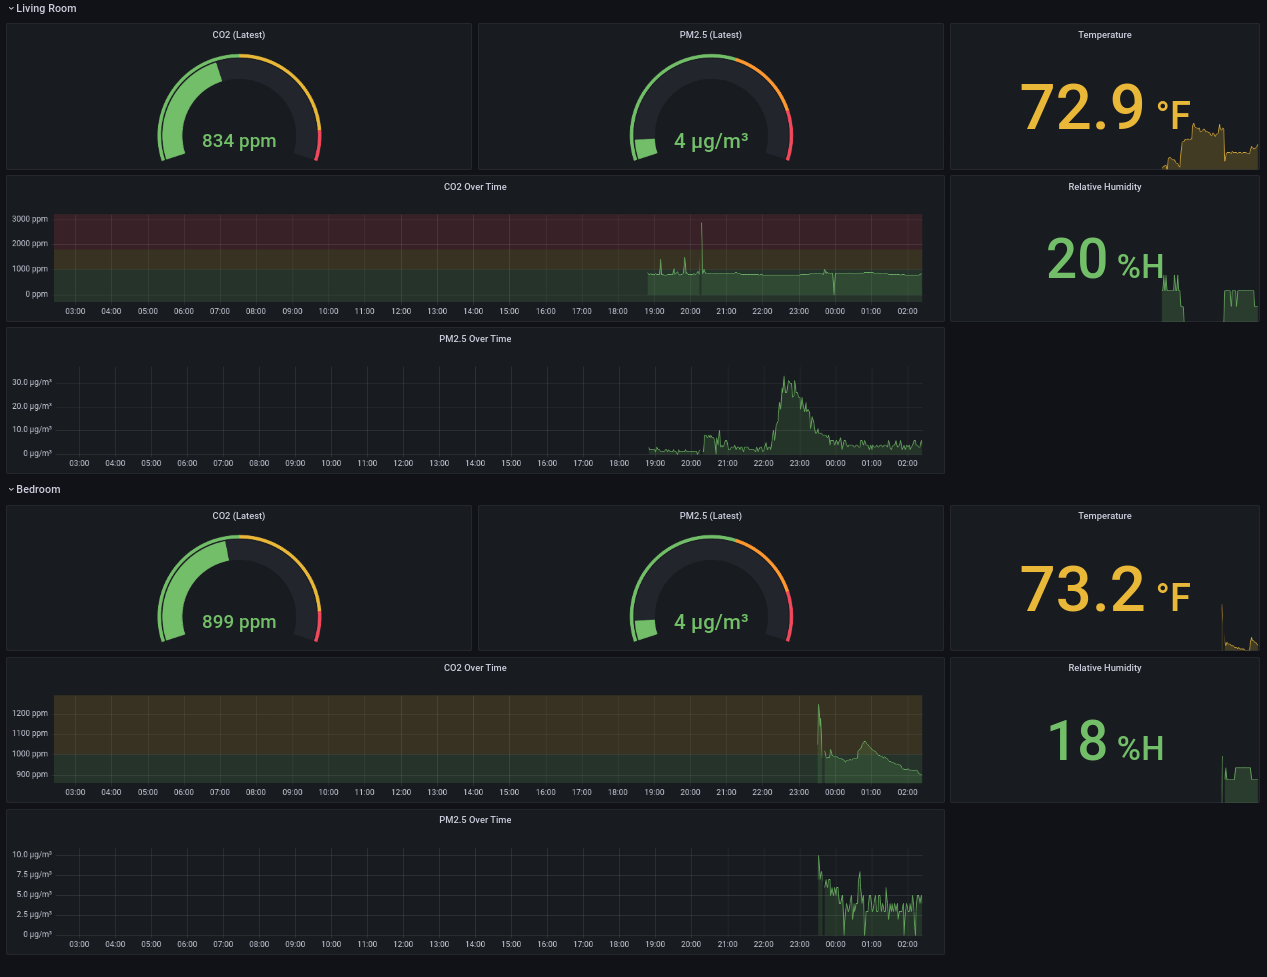 Living Room
CO2 (Latest)
834 ppm
PM2.5 (Latest)
4 μg/m³
Temperature
72.9 °F
CO2 Over Time
3000 ppm
2000 ppm
1000 ppm
0 ppm
03:00 04:00 05:00 06:00 07:00 08:00 09:00 10:00 11:00 12:00 13:00 14:00 15:00 16:00 17:00 18:00 19:00 20:00 21:00 22:00 23:00 00:00 01:00 02:00
Relative Humidity
20 %H
PM2.5 Over Time
30.0 μg/m³
20.0 μg/m³
10.0 μg/m³
0 μg/m³
03:00 04:00 05:00 06:00 07:00 08:00 09:00 10:00 11:00 12:00 13:00 14:00 15:00 16:00 17:00 18:00 19:00 20:00 21:00 22:00 23:00 00:00 01:00 02:00
Bedroom
CO2 (Latest)
899 ppm
PM2.5 (Latest)
4 μg/m³
Temperature
73.2 °F
CO2 Over Time
1200 ppm
1100 ppm
1000 ppm
900 ppm
03:00 04:00 05:00 06:00 07:00 08:00 09:00 10:00 11:00 12:00 13:00 14:00 15:00 16:00 17:00 18:00 19:00 20:00 21:00 22:00 23:00 00:00 01:00 02:00
Relative Humidity
18 %H
PM2.5 Over Time
10.0 μg/m³
7.5 μg/m³
5.0 μg/m³
2.5 μg/m³
0 μg/m³
03:00 04:00 05:00 06:00 07:00 08:00 09:00 10:00 11:00 12:00 13:00 14:00 15:00 16:00 17:00 18:00 19:00 20:00 21:00 22:00 23:00 00:00 01:00 02:00